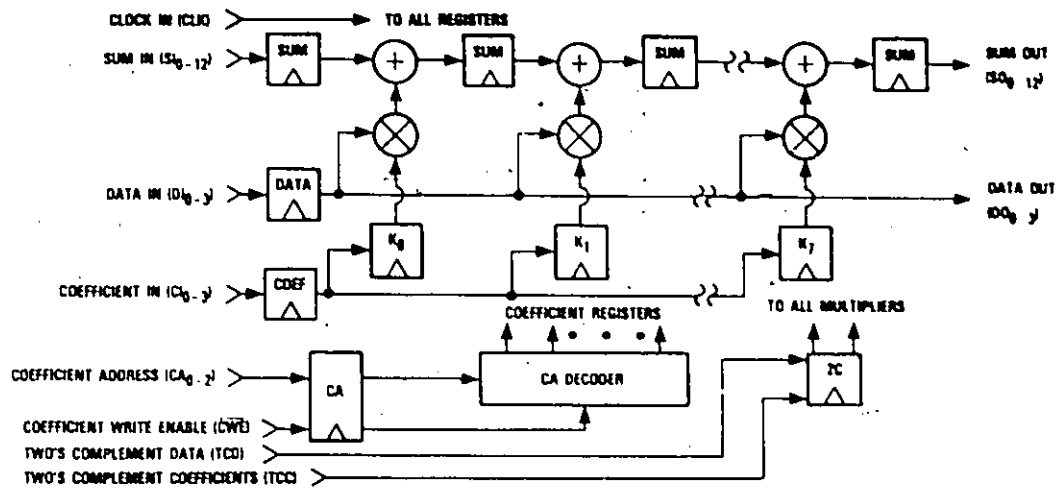 CLOCK IN (CLK)
TO ALL REGISTERS
SUM IN (SI0-12)
SUM
+
SUM
+
SUM
+
SUM
SUM OUT
(SO0-12)
DATA IN (DI0-3)
DATA
DATA OUT
(DO0-3)
K0
K1
K7
COEFFICIENT IN (CI0-3)
COEF
COEFFICIENT REGISTERS
TO ALL MULTIPLIERS
COEFFICIENT ADDRESS (CA0-2)
CA
CA DECODER
2C
COEFFICIENT WRITE ENABLE (CWE)
TWO'S COMPLEMENT DATA (TCD)
TWO'S COMPLEMENT COEFFICIENTS (TCC)